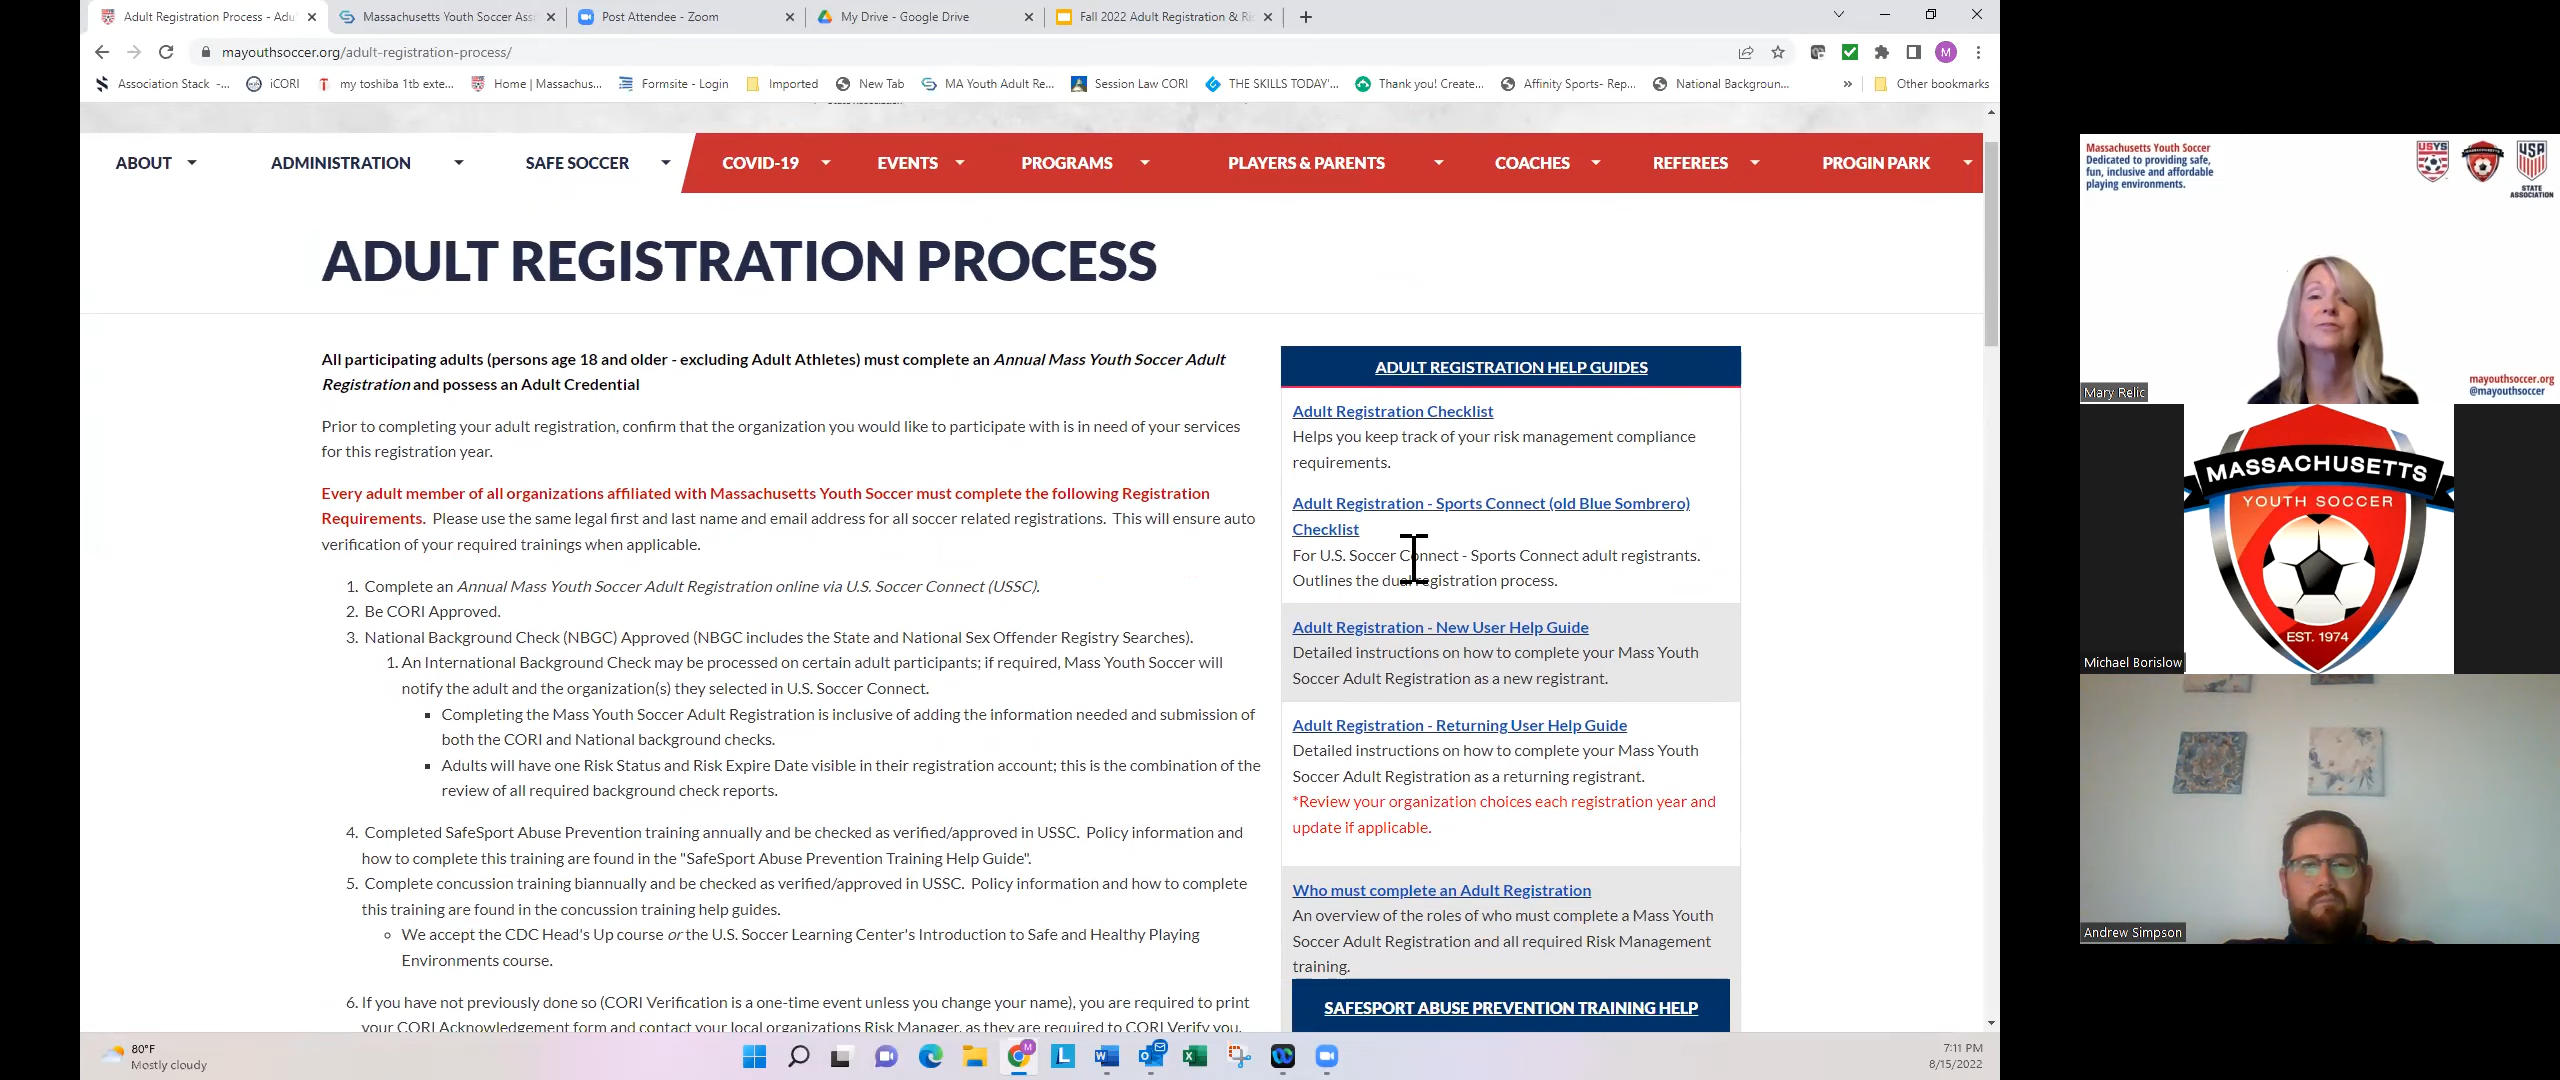 Adult Registration Process - Adu
Massachusetts Youth Soccer Ass
Post Attendee - Zoom
My Drive - Google Drive
Fall 2022 Adult Registration & Ri
mayouthsoccer.org/adult-registration-process/
M
Association Stack -...
iCORI
my toshiba 1tb exte...
Home | Massachus...
Formsite - Login
Imported
New Tab
MA Youth Adult Re...
Session Law CORI
THE SKILLS TODAY'...
Thank you! Create...
Affinity Sports- Rep...
National Backgroun...
»
Other bookmarks
ABOUT
ADMINISTRATION
SAFE SOCCER
COVID-19
EVENTS
PROGRAMS
PLAYERS & PARENTS
COACHES
REFEREES
PROGIN PARK
ADULT REGISTRATION PROCESS
All participating adults (persons age 18 and older - excluding Adult Athletes) must complete an Annual Mass Youth Soccer Adult
Registration and possess an Adult Credential
Prior to completing your adult registration, confirm that the organization you would like to participate with is in need of your services
for this registration year.
Every adult member of all organizations affiliated with Massachusetts Youth Soccer must complete the following Registration
Requirements. Please use the same legal first and last name and email address for all soccer related registrations. This will ensure auto
verification of your required trainings when applicable.
1. Complete an Annual Mass Youth Soccer Adult Registration online via U.S. Soccer Connect (USSC).
2. Be CORI Approved.
3. National Background Check (NBGC) Approved (NBGC includes the State and National Sex Offender Registry Searches).
1. An International Background Check may be processed on certain adult participants; if required, Mass Youth Soccer will
notify the adult and the organization(s) they selected in U.S. Soccer Connect.
▪ Completing the Mass Youth Soccer Adult Registration is inclusive of adding the information needed and submission of
both the CORI and National background checks.
▪ Adults will have one Risk Status and Risk Expire Date visible in their registration account; this is the combination of the
review of all required background check reports.
4. Completed SafeSport Abuse Prevention training annually and be checked as verified/approved in USSC. Policy information and
how to complete this training are found in the "SafeSport Abuse Prevention Training Help Guide".
5. Complete concussion training biannually and be checked as verified/approved in USSC. Policy information and how to complete
this training are found in the concussion training help guides.
○ We accept the CDC Head's Up course or the U.S. Soccer Learning Center's Introduction to Safe and Healthy Playing
Environments course.
6. If you have not previously done so (CORI Verification is a one-time event unless you change your name), you are required to print
your CORI Acknowledgement form and contact your local organizations Risk Manager, as they are required to CORI Verify you.
ADULT REGISTRATION HELP GUIDES
Adult Registration Checklist
Helps you keep track of your risk management compliance
requirements.
Adult Registration - Sports Connect (old Blue Sombrero)
Checklist
For U.S. Soccer Connect - Sports Connect adult registrants.
Outlines the dual registration process.
Adult Registration - New User Help Guide
Detailed instructions on how to complete your Mass Youth
Soccer Adult Registration as a new registrant.
Adult Registration - Returning User Help Guide
Detailed instructions on how to complete your Mass Youth
Soccer Adult Registration as a returning registrant.
*Review your organization choices each registration year and
update if applicable.
Who must complete an Adult Registration
An overview of the roles of who must complete a Mass Youth
Soccer Adult Registration and all required Risk Management
training.
SAFESPORT ABUSE PREVENTION TRAINING HELP
80°F
Mostly cloudy
7:11 PM
8/15/2022
Massachusetts Youth Soccer
Dedicated to providing safe,
fun, inclusive and affordable
playing environments.
USYS
USA
STATE
ASSOCIATION
mayouthsoccer.org
@mayouthsoccer
Mary Relic
MASSACHUSETTS
YOUTH SOCCER
EST. 1974
Michael Borislow
Andrew Simpson